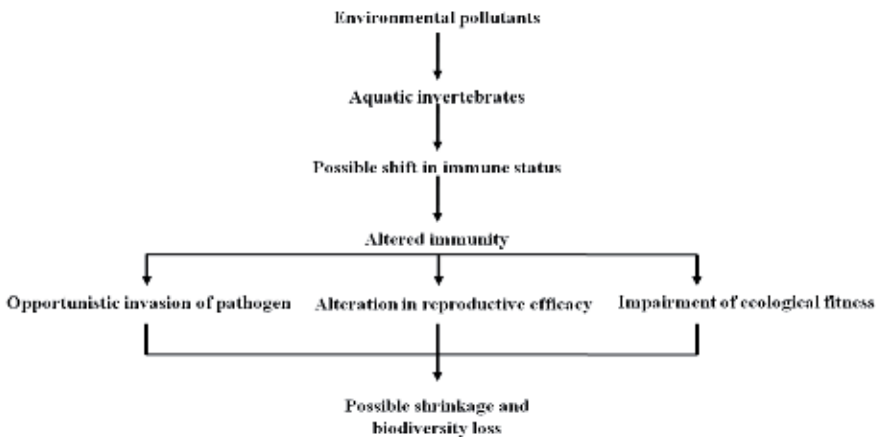 Environmental pollutants
Aquatic invertebrates
Possible shift in immune status
Altered immunity
Opportunistic invasion of pathogen
Alteration in reproductive efficacy
Impairment of ecological fitness
Possible shrinkage and
biodiversity loss